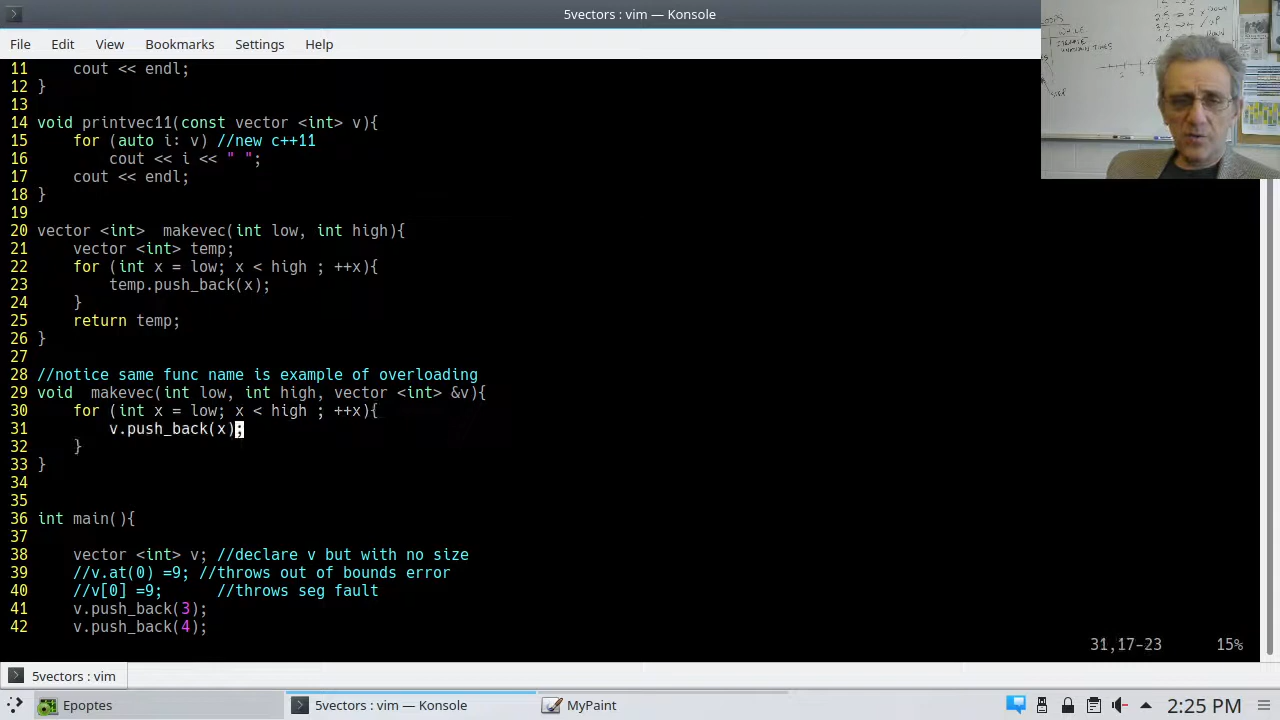 5vectors : vim — Konsole
File Edit View Bookmarks Settings Help
11     cout << endl;
12 }
13
14 void printvec11(const vector <int> v){
15     for (auto i: v) //new c++11
16         cout << i << " ";
17     cout << endl;
18 }
19
20 vector <int>  makevec(int low, int high){
21     vector <int> temp;
22     for (int x = low; x < high ; ++x){
23         temp.push_back(x);
24     }
25     return temp;
26 }
27
28 //notice same func name is example of overloading
29 void  makevec(int low, int high, vector <int> &v){
30     for (int x = low; x < high ; ++x){
31         v.push_back(x);
32     }
33 }
34
35
36 int main(){
37
38     vector <int> v; //declare v but with no size
39     //v.at(0) =9; //throws out of bounds error
40     //v[0] =9;      //throws seg fault
41     v.push_back(3);
42     v.push_back(4);
31,17-23 15%
5vectors : vim
Epoptes 5vectors : vim — Konsole MyPaint 2:25 PM